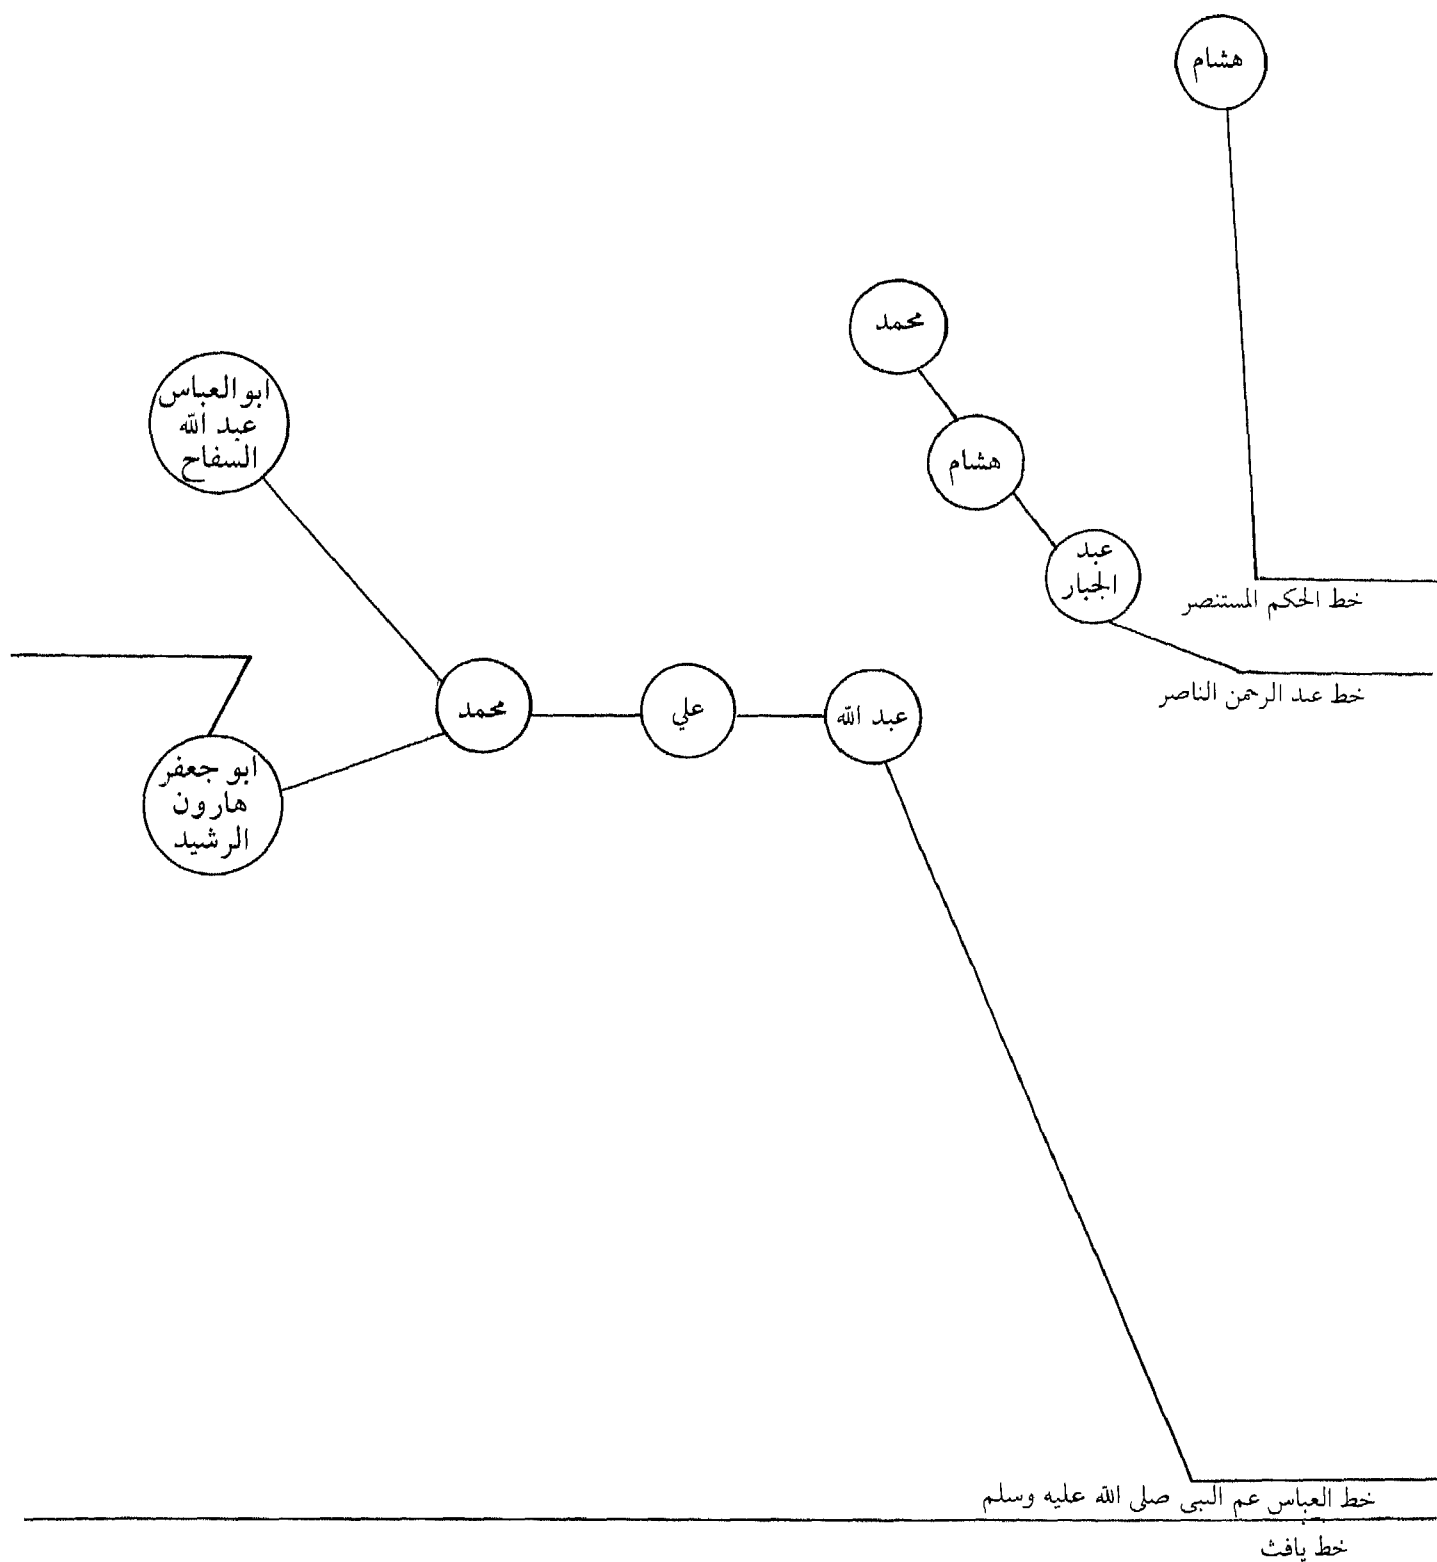 هشام
محمد
هشام
عبد
الجبار
خط الحكم المستنصر
خط عبد الرحمن الناصر
ابو العباس
عبد الله
السفاح
عبد الله
علي
محمد
ابو جعفر
هارون
الرشيد
خط العباس عم النبى صلى الله عليه وسلم
خط يافث